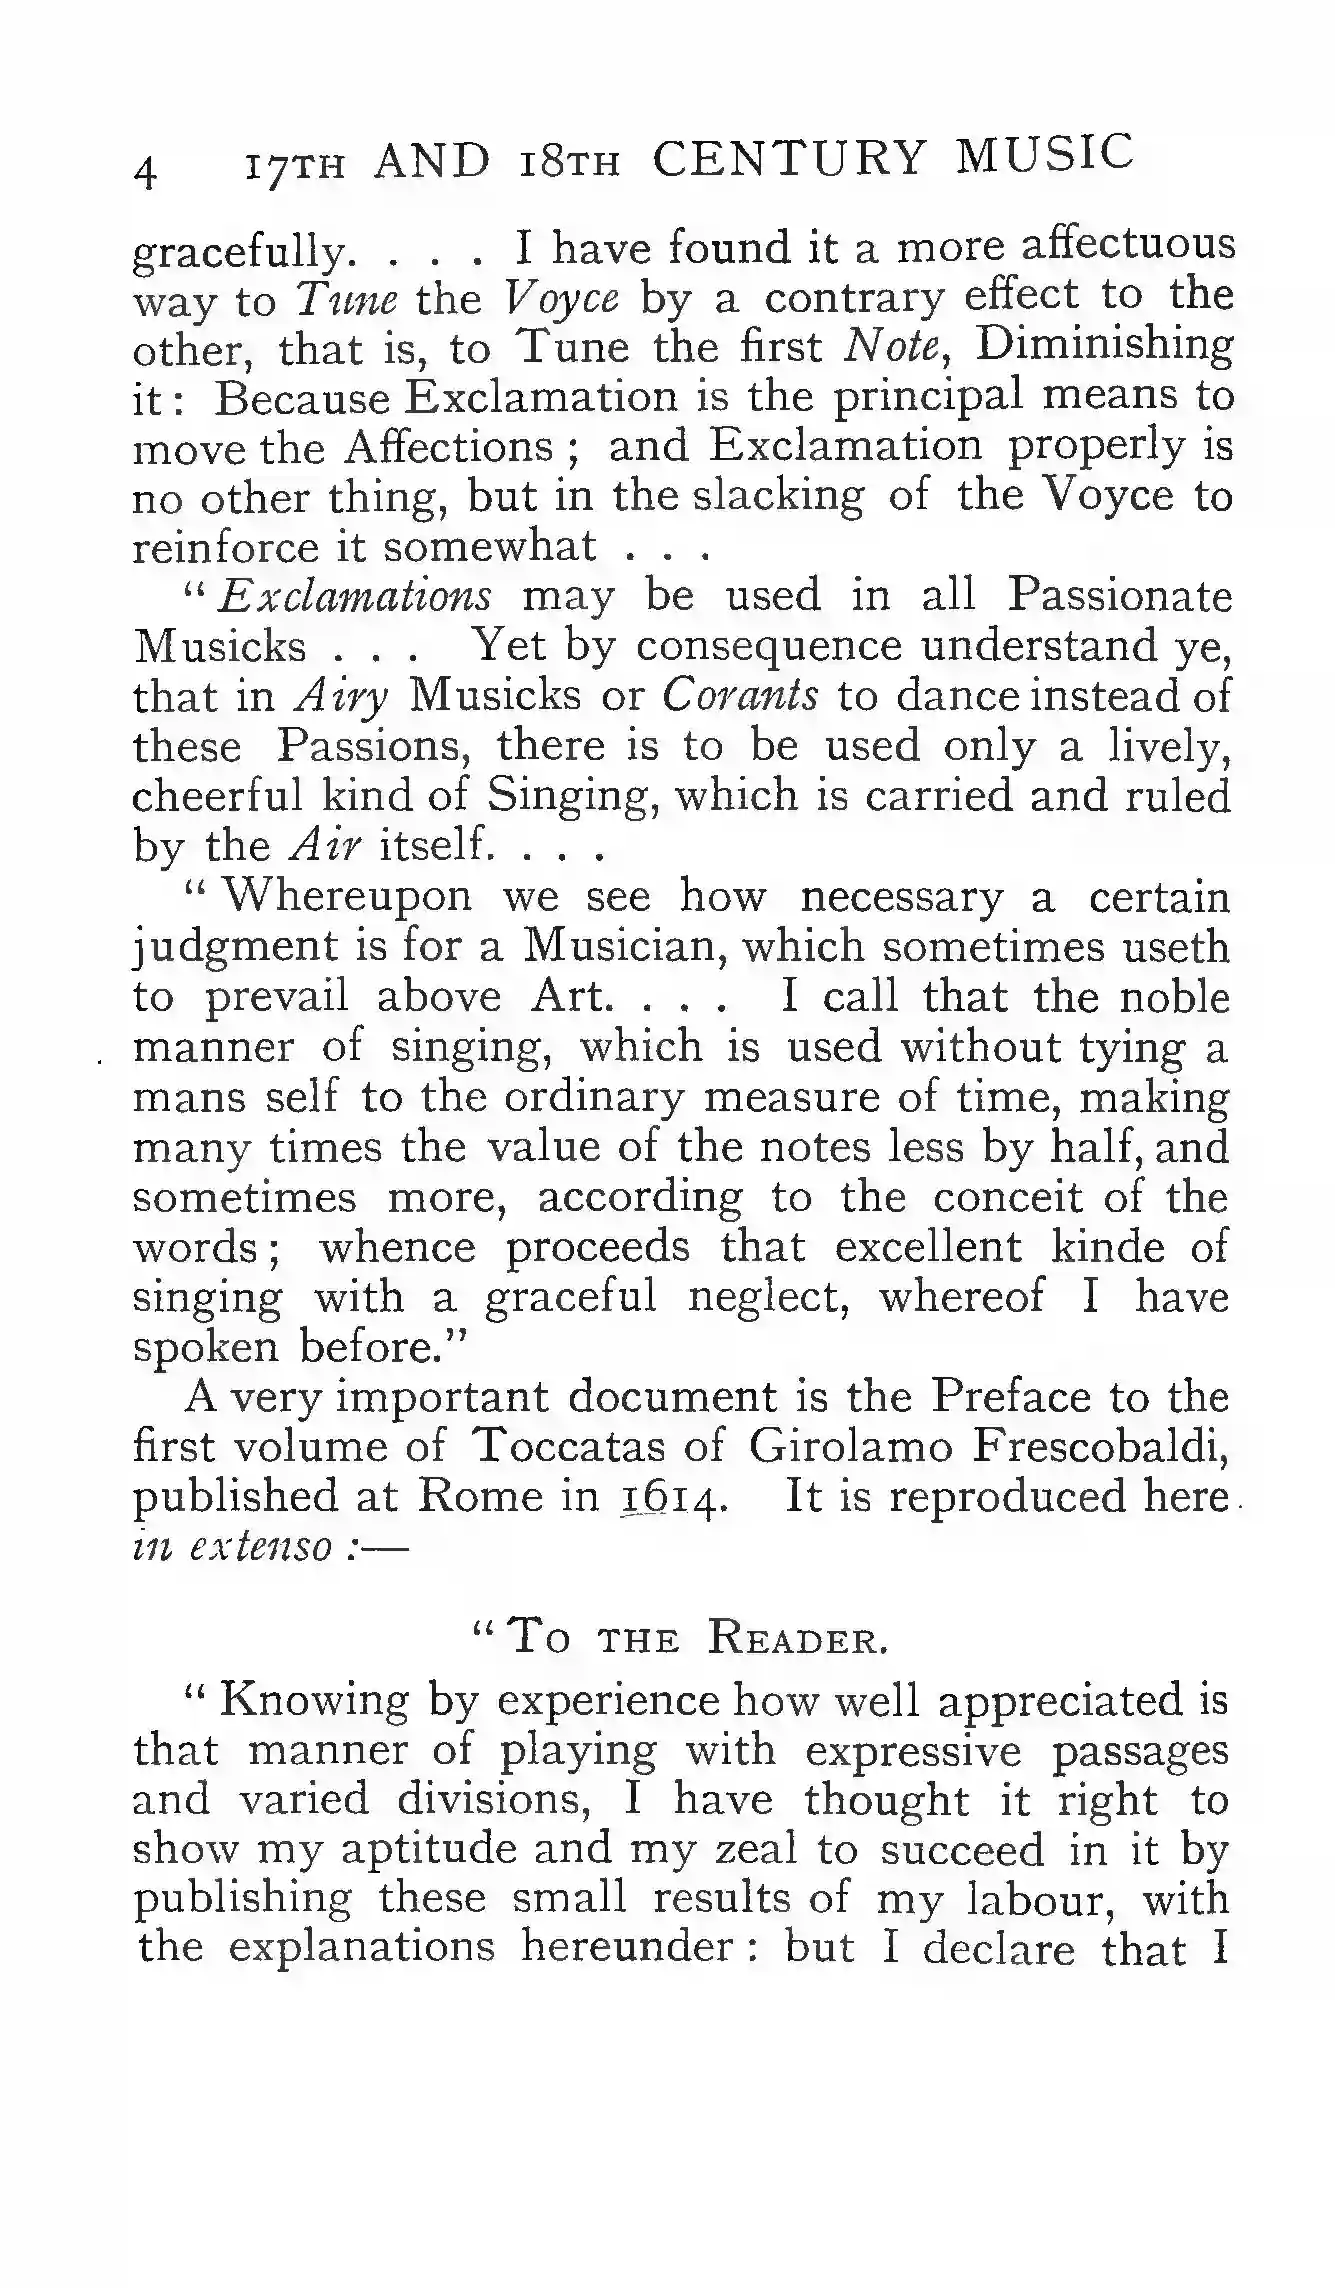 4 17TH AND 18TH CENTURY MUSIC
gracefully. . . . I have found it a more affectuous
way to Tune the Voyce by a contrary effect to the
other, that is, to Tune the first Note, Diminishing
it : Because Exclamation is the principal means to
move the Affections ; and Exclamation properly is
no other thing, but in the slacking of the Voyce to
reinforce it somewhat . . .
“ Exclamations may be used in all Passionate
Musicks . . . Yet by consequence understand ye,
that in Airy Musicks or Corants to dance instead of
these Passions, there is to be used only a lively,
cheerful kind of Singing, which is carried and ruled
by the Air itself. . . .
“ Whereupon we see how necessary a certain
judgment is for a Musician, which sometimes useth
to prevail above Art. . . . I call that the noble
manner of singing, which is used without tying a
mans self to the ordinary measure of time, making
many times the value of the notes less by half, and
sometimes more, according to the conceit of the
words ; whence proceeds that excellent kinde of
singing with a graceful neglect, whereof I have
spoken before.”
A very important document is the Preface to the
first volume of Toccatas of Girolamo Frescobaldi,
published at Rome in 1614. It is reproduced here
in extenso :—
“ TO THE READER.
“ Knowing by experience how well appreciated is
that manner of playing with expressive passages
and varied divisions, I have thought it right to
show my aptitude and my zeal to succeed in it by
publishing these small results of my labour, with
the explanations hereunder : but I declare that I